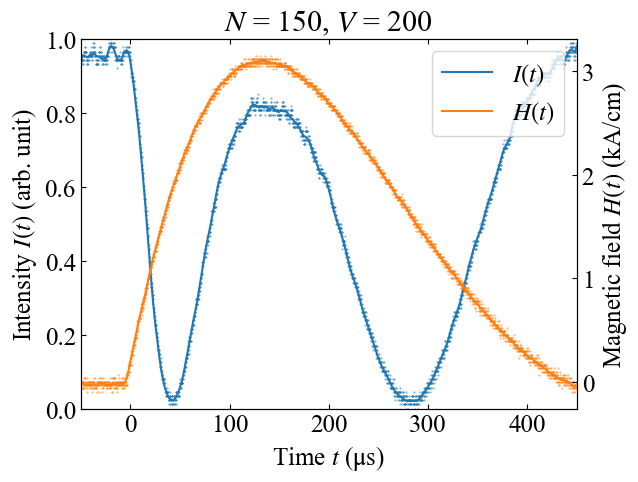 N = 150, V = 200
Intensity I(t) (arb. unit)
1.0
0.8
0.6
0.4
0.2
0.0
I(t)
H(t)
3
2
1
0
Magnetic field H(t) (kA/cm)
0
100
200
300
400
Time t (μs)